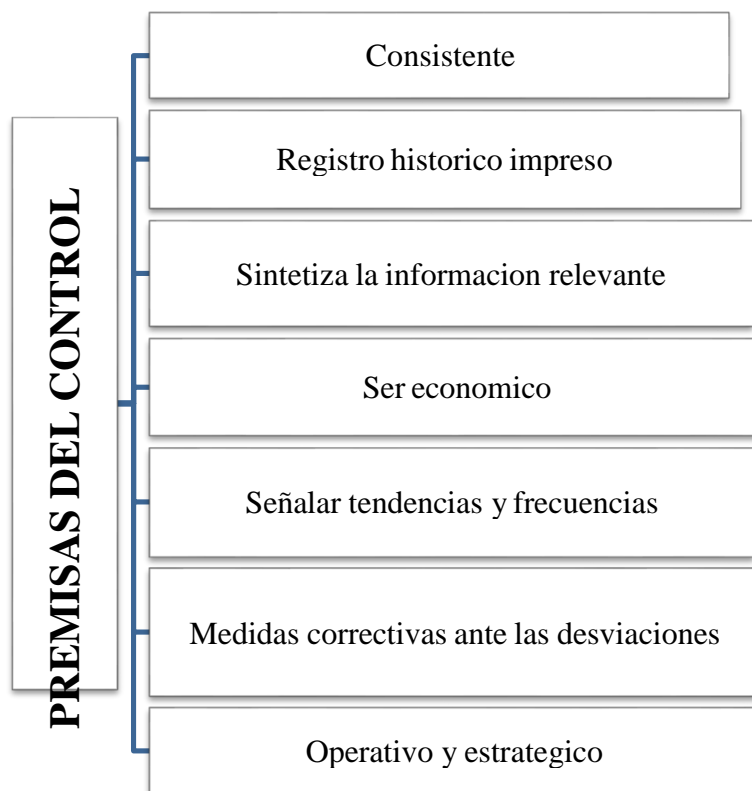 PREMISAS DEL CONTROL
Consistente
Registro historico impreso
Sintetiza la informacion relevante
Ser economico
Señalar tendencias y frecuencias
Medidas correctivas ante las desviaciones
Operativo y estrategico